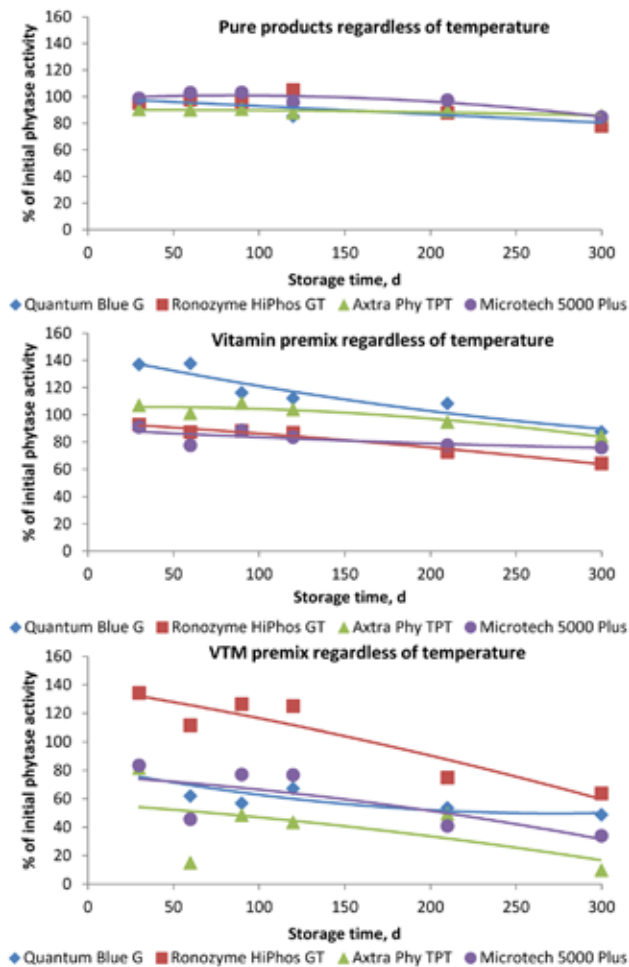 Pure products regardless of temperature
% of initial phytase activity
160
140
120
100
80
60
40
20
0
0 50 100 150 200 250 300
Storage time, d
Quantum Blue G Ronozyme HiPhos GT Axtra Phy TPT Microtech 5000 Plus
Vitamin premix regardless of temperature
% of initial phytase activity
160
140
120
100
80
60
40
20
0
0 50 100 150 200 250 300
Storage time, d
Quantum Blue G Ronozyme HiPhos GT Axtra Phy TPT Microtech 5000 Plus
VTM premix regardless of temperature
% of initial phytase activity
160
140
120
100
80
60
40
20
0
0 50 100 150 200 250 300
Storage time, d
Quantum Blue G Ronozyme HiPhos GT Axtra Phy TPT Microtech 5000 Plus